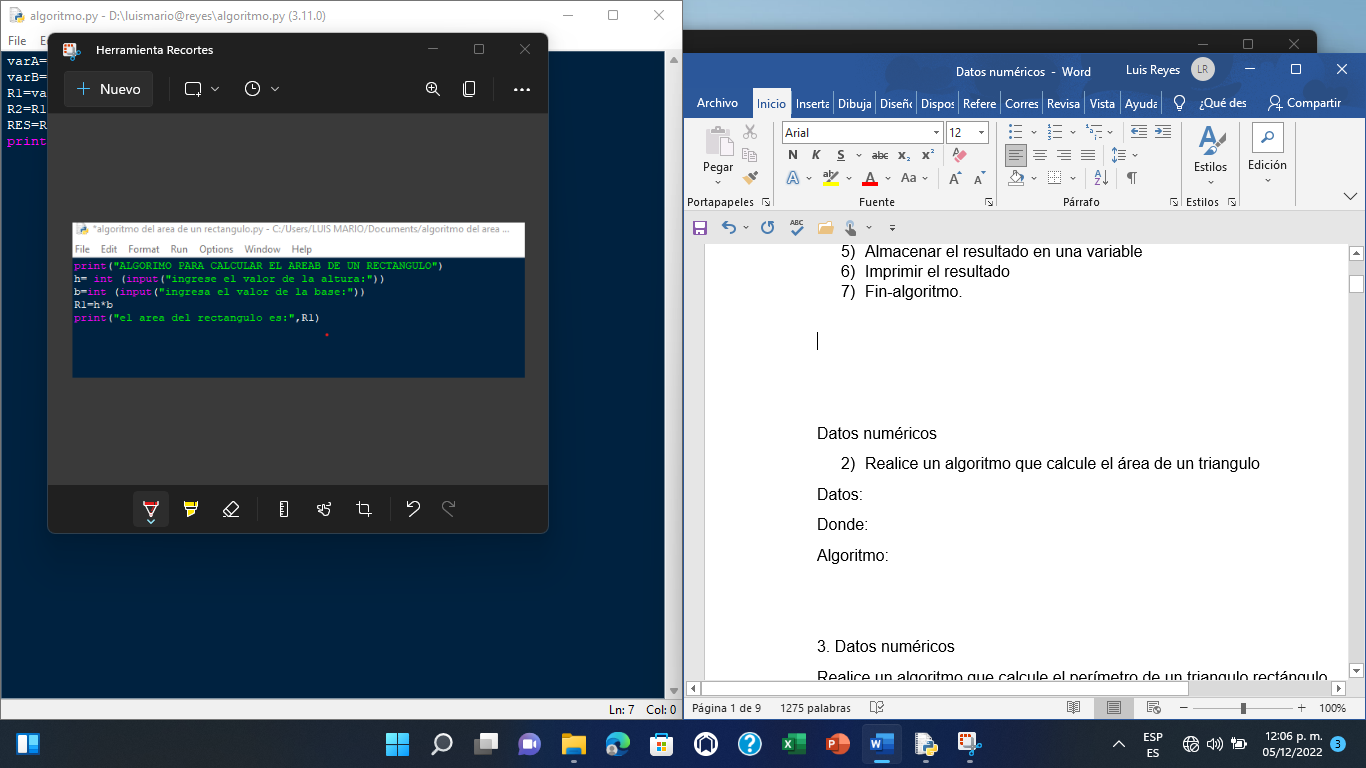 algoritmo.py - D:\luismario@reyes\algoritmo.py (3.11.0)
File
varA=
varB=
R1=va
R2=R1
RES=R
print
Ln: 7 Col: 0
Herramienta Recortes
Nuevo
*algoritmo del area de un rectangulo.py - C:/Users/LUIS MARIO/Documents/algoritmo del area ...
File Edit Format Run Options Window Help
print("ALGORIMO PARA CALCULAR EL AREAB DE UN RECTANGULO")
h= int (input("ingrese el valor de la altura:"))
b=int (input("ingresa el valor de la base:"))
R1=h*b
print("el area del rectangulo es:",R1)
Datos numéricos - Word
Luis Reyes LR
Archivo Inicio Inserta Dibuja Diseño Dispos Refere Corres Revisa Vista Ayuda ¿Qué des Compartir
Pegar
Portapapeles
Arial 12
N K S abc x₂ x²
A ab A Aa A A
Fuente
Párrafo
Estilos
Estilos
Edición
5) Almacenar el resultado en una variable
6) Imprimir el resultado
7) Fin-algoritmo.
Datos numéricos
2) Realice un algoritmo que calcule el área de un triangulo
Datos:
Donde:
Algoritmo:
3. Datos numéricos
Realice un algoritmo que calcule el perímetro de un triangulo rectángulo
Página 1 de 9 1275 palabras 100%
ESP
ES
12:06 p. m.
05/12/2022
3